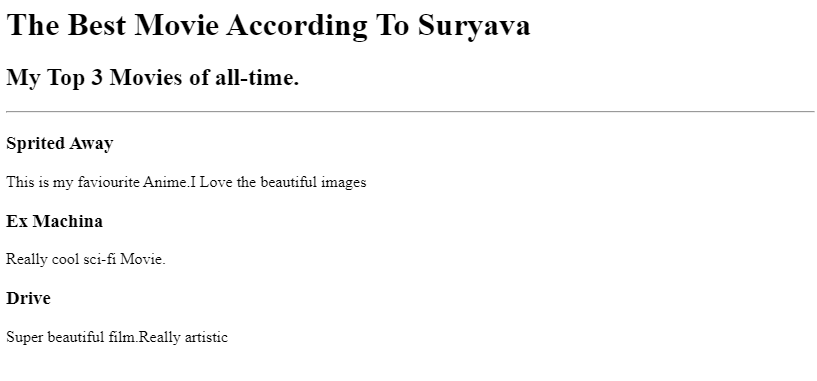 The Best Movie According To Suryava
My Top 3 Movies of all-time.
Sprited Away
This is my faviourite Anime.I Love the beautiful images
Ex Machina
Really cool sci-fi Movie.
Drive
Super beautiful film.Really artistic